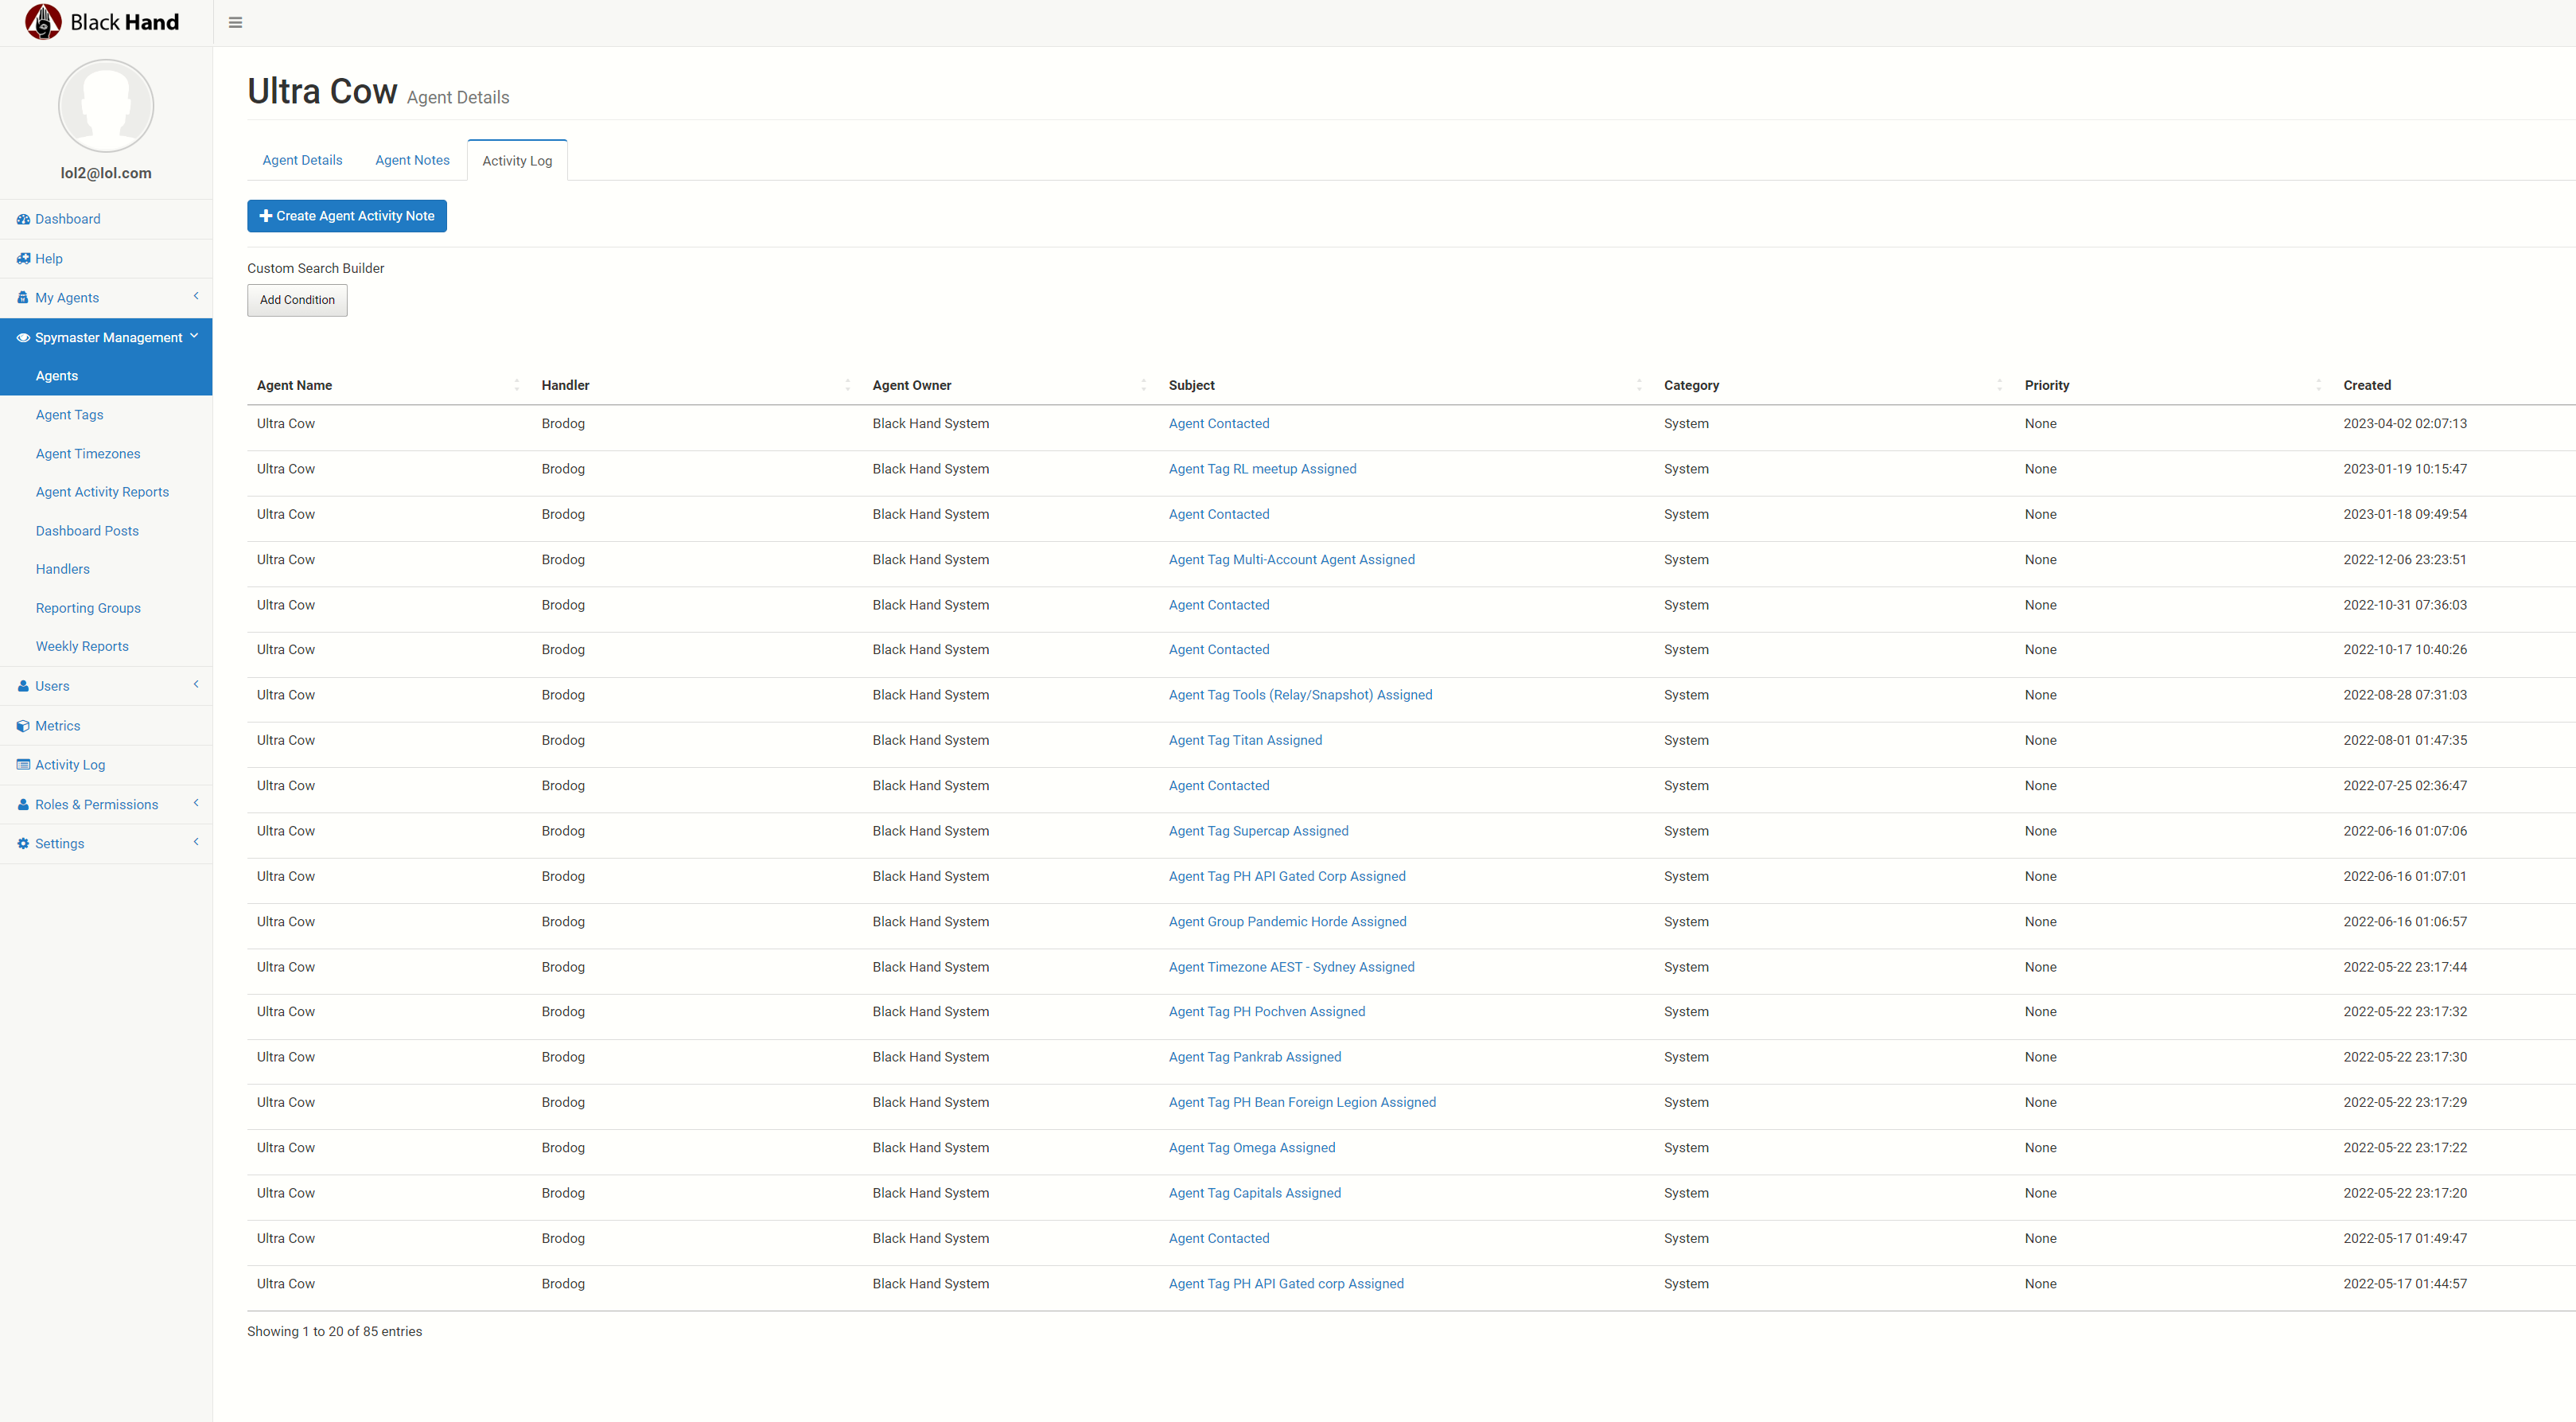 Black Hand
Ultra Cow Agent Details
lol2@lol.com
Dashboard
Help
My Agents
Spymaster Management
Agents
Agent Tags
Agent Timezones
Agent Activity Reports
Dashboard Posts
Handlers
Reporting Groups
Weekly Reports
Users
Metrics
Activity Log
Roles & Permissions
Settings
Agent Details Agent Notes Activity Log
Create Agent Activity Note
Custom Search Builder
Add Condition
Agent Name Handler Agent Owner Subject Category Priority Created
Ultra Cow Brodog Black Hand System Agent Contacted System None 2023-04-02 02:07:13
Ultra Cow Brodog Black Hand System Agent Tag RL meetup Assigned System None 2023-01-19 10:15:47
Ultra Cow Brodog Black Hand System Agent Contacted System None 2023-01-18 09:49:54
Ultra Cow Brodog Black Hand System Agent Tag Multi-Account Agent Assigned System None 2022-12-06 23:23:51
Ultra Cow Brodog Black Hand System Agent Contacted System None 2022-10-31 07:36:03
Ultra Cow Brodog Black Hand System Agent Contacted System None 2022-10-17 10:40:26
Ultra Cow Brodog Black Hand System Agent Tag Tools (Relay/Snapshot) Assigned System None 2022-08-28 07:31:03
Ultra Cow Brodog Black Hand System Agent Tag Titan Assigned System None 2022-08-01 01:47:35
Ultra Cow Brodog Black Hand System Agent Contacted System None 2022-07-25 02:36:47
Ultra Cow Brodog Black Hand System Agent Tag Supercap Assigned System None 2022-06-16 01:07:06
Ultra Cow Brodog Black Hand System Agent Tag PH API Gated Corp Assigned System None 2022-06-16 01:07:01
Ultra Cow Brodog Black Hand System Agent Group Pandemic Horde Assigned System None 2022-06-16 01:06:57
Ultra Cow Brodog Black Hand System Agent Timezone AEST - Sydney Assigned System None 2022-05-22 23:17:44
Ultra Cow Brodog Black Hand System Agent Tag PH Pochven Assigned System None 2022-05-22 23:17:32
Ultra Cow Brodog Black Hand System Agent Tag Pankrab Assigned System None 2022-05-22 23:17:30
Ultra Cow Brodog Black Hand System Agent Tag PH Bean Foreign Legion Assigned System None 2022-05-22 23:17:29
Ultra Cow Brodog Black Hand System Agent Tag Omega Assigned System None 2022-05-22 23:17:22
Ultra Cow Brodog Black Hand System Agent Tag Capitals Assigned System None 2022-05-22 23:17:20
Ultra Cow Brodog Black Hand System Agent Contacted System None 2022-05-17 01:49:47
Ultra Cow Brodog Black Hand System Agent Tag PH API Gated corp Assigned System None 2022-05-17 01:44:57
Showing 1 to 20 of 85 entries